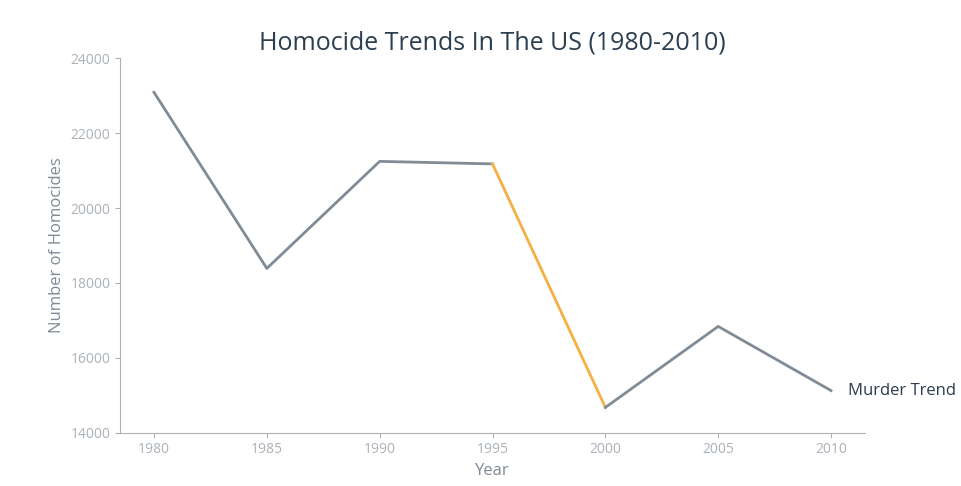 Homocide Trends In The US (1980-2010)
24000
22000
20000
18000
16000
14000
Number of Homocides
Murder Trend
1980 1985 1990 1995 2000 2005 2010
Year